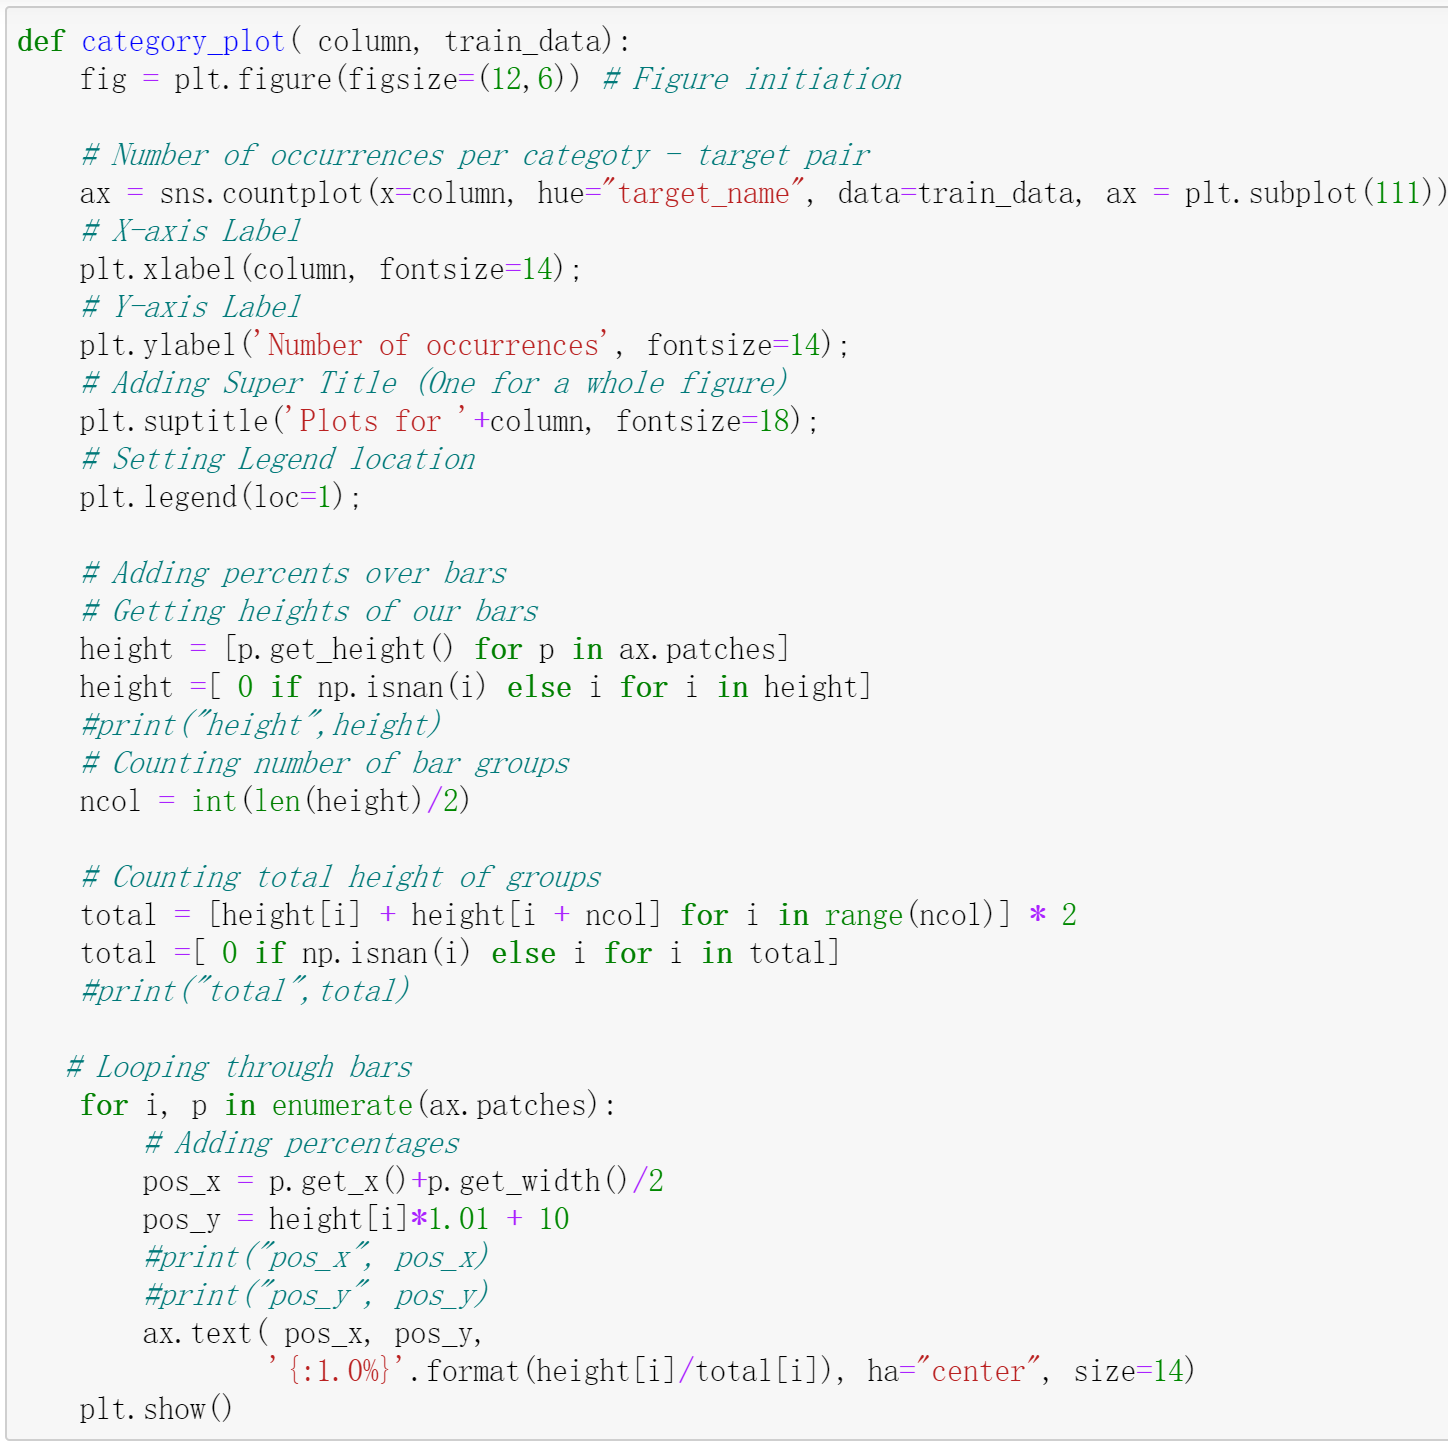 def category_plot( column, train_data):
    fig = plt.figure(figsize=(12,6)) # Figure initiation

    # Number of occurrences per categoty - target pair
    ax = sns.countplot(x=column, hue="target_name", data=train_data, ax = plt.subplot(111))
    # X-axis Label
    plt.xlabel(column, fontsize=14);
    # Y-axis Label
    plt.ylabel('Number of occurrences', fontsize=14);
    # Adding Super Title (One for a whole figure)
    plt.suptitle('Plots for '+column, fontsize=18);
    # Setting Legend location
    plt.legend(loc=1);

    # Adding percents over bars
    # Getting heights of our bars
    height = [p.get_height() for p in ax.patches]
    height =[ 0 if np.isnan(i) else i for i in height]
    #print("height",height)
    # Counting number of bar groups
    ncol = int(len(height)/2)

    # Counting total height of groups
    total = [height[i] + height[i + ncol] for i in range(ncol)] * 2
    total =[ 0 if np.isnan(i) else i for i in total]
    #print("total",total)

   # Looping through bars
    for i, p in enumerate(ax.patches):
        # Adding percentages
        pos_x = p.get_x()+p.get_width()/2
        pos_y = height[i]*1.01 + 10
        #print("pos_x", pos_x)
        #print("pos_y", pos_y)
        ax.text( pos_x, pos_y,
                '{:1.0%}'.format(height[i]/total[i]), ha="center", size=14)
    plt.show()